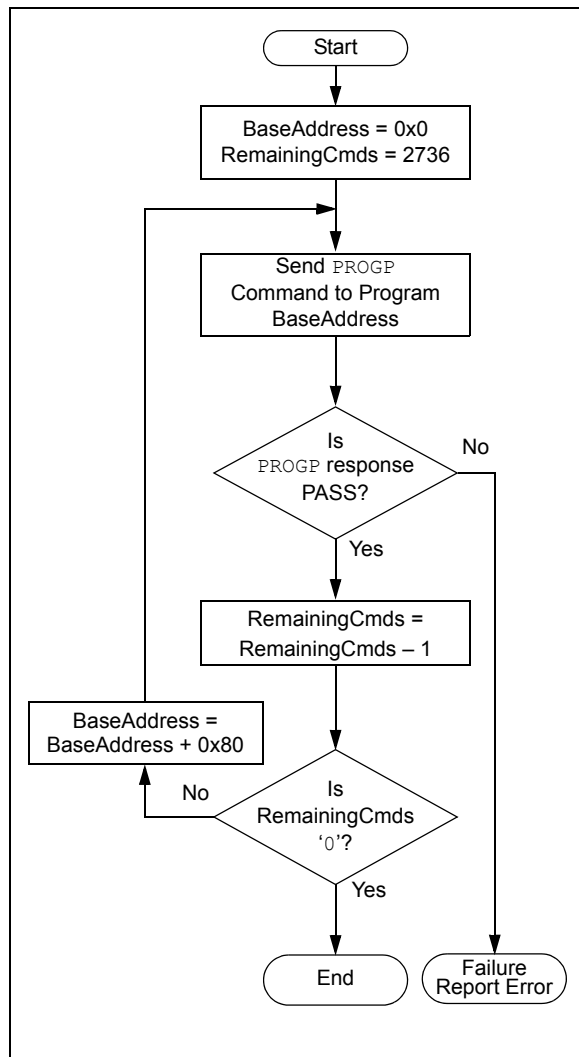 Start
BaseAddress = 0x0
RemainingCmds = 2736
Send PROGP
Command to Program
BaseAddress
Is
PROGP response
PASS?
No
Yes
RemainingCmds =
RemainingCmds – 1
BaseAddress =
BaseAddress + 0x80
No
Is
RemainingCmds
‘0’?
Yes
End
Failure
Report Error